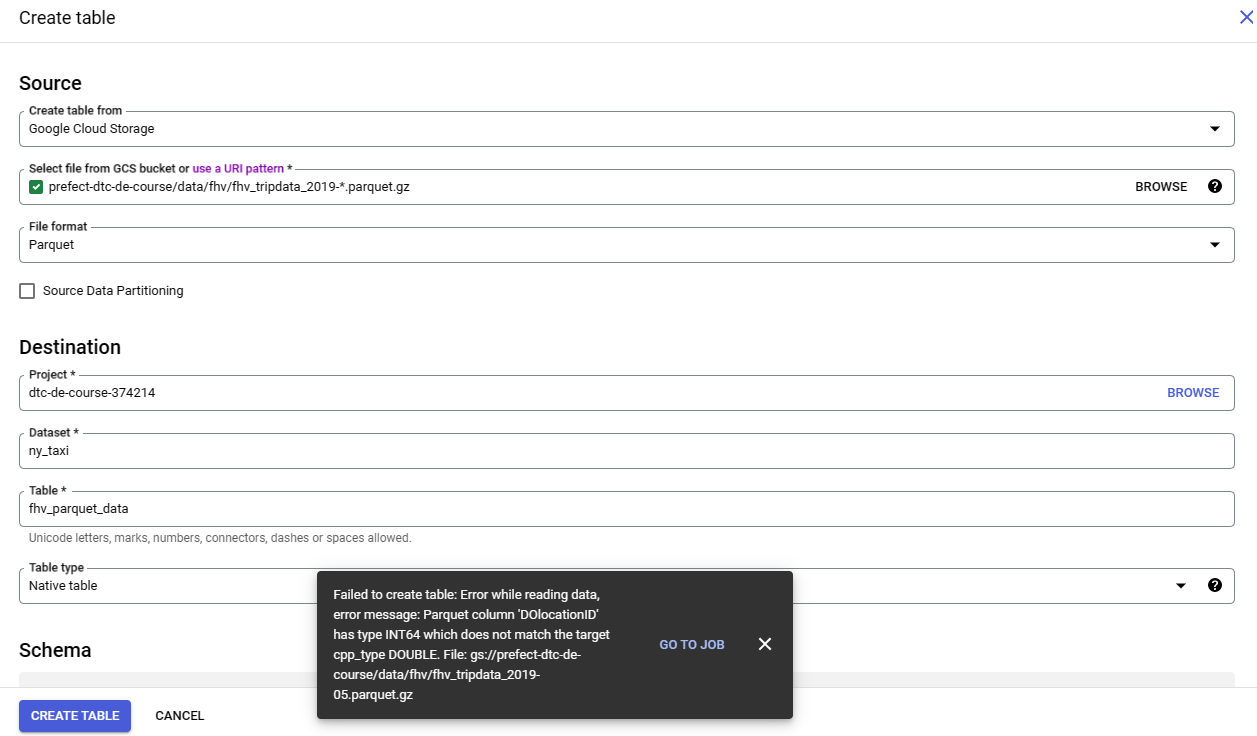 Create table
Source
Create table from
Google Cloud Storage
Select file from GCS bucket or use a URI pattern *
prefect-dtc-de-course/data/fhv/fhv_tripdata_2019-*.parquet.gz
BROWSE
File format
Parquet
Source Data Partitioning
Destination
Project *
dtc-de-course-374214
BROWSE
Dataset *
ny_taxi
Table *
fhv_parquet_data
Unicode letters, marks, numbers, connectors, dashes or spaces allowed.
Table type
Native table
Failed to create table: Error while reading data,
error message: Parquet column 'DOlocationID'
has type INT64 which does not match the target
cpp_type DOUBLE. File: gs://prefect-dtc-de-
course/data/fhv/fhv_tripdata_2019-
05.parquet.gz
GO TO JOB
Schema
CREATE TABLE
CANCEL